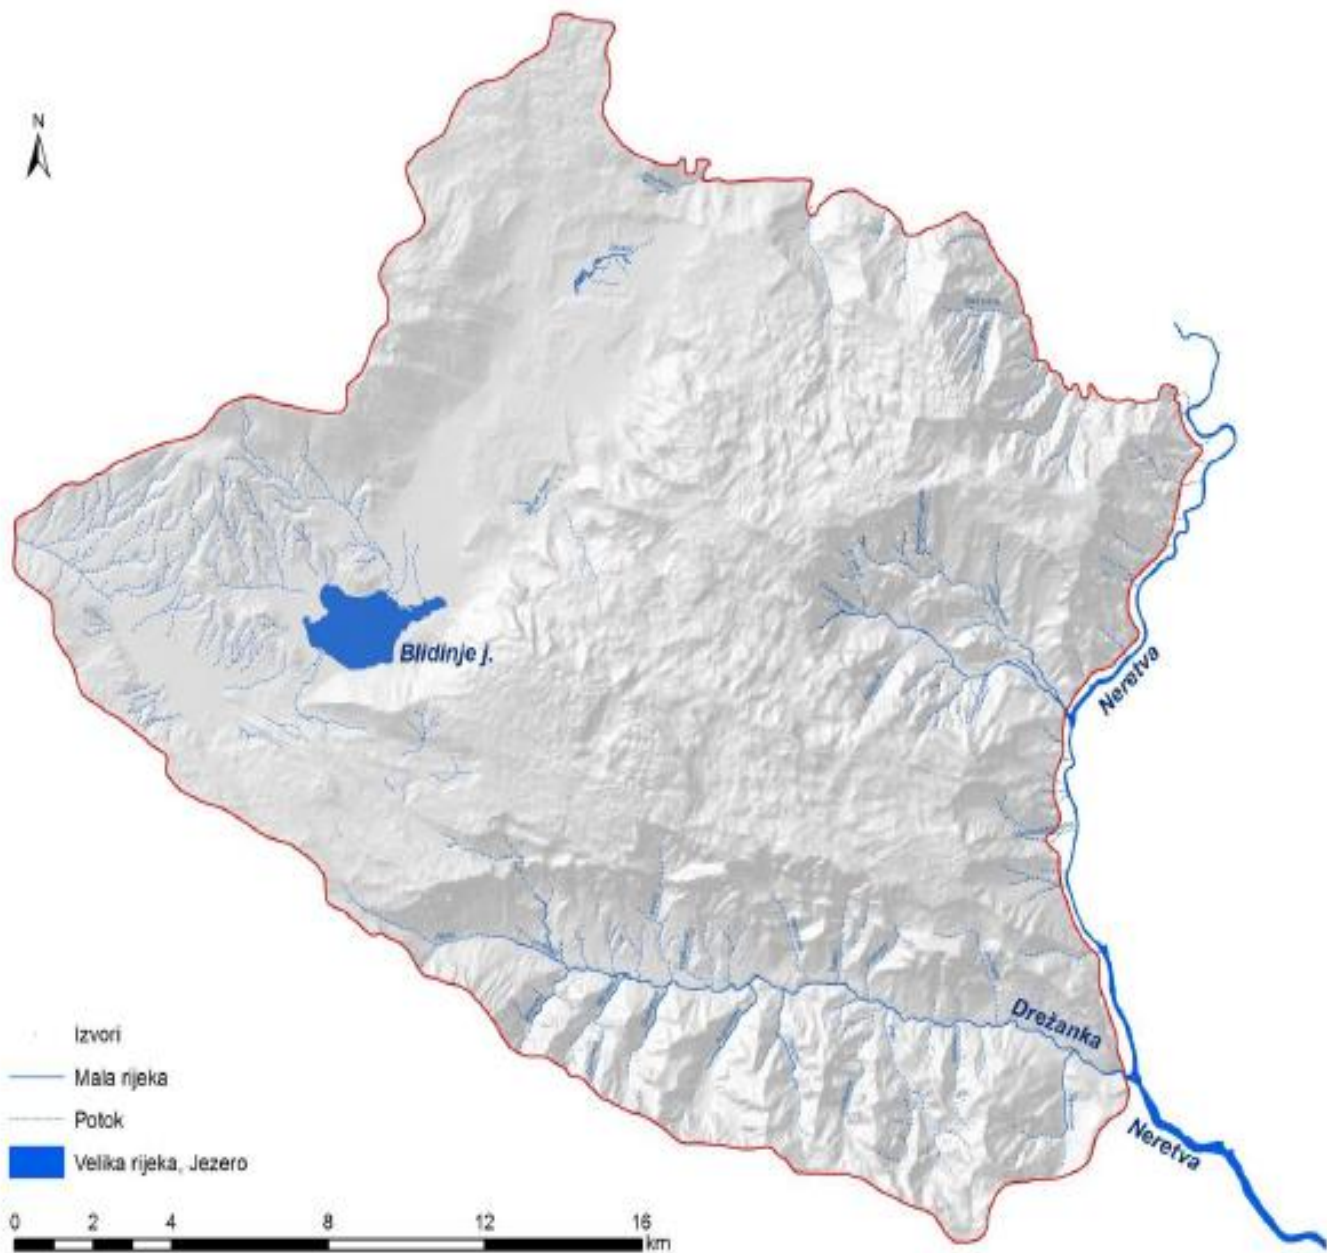 N
Blidinje j.
Neretva
Drežanka
Neretva
Izvori
Mala rijeka
Potok
Velika rijeka, Jezero
0 2 4 8 12 16
km